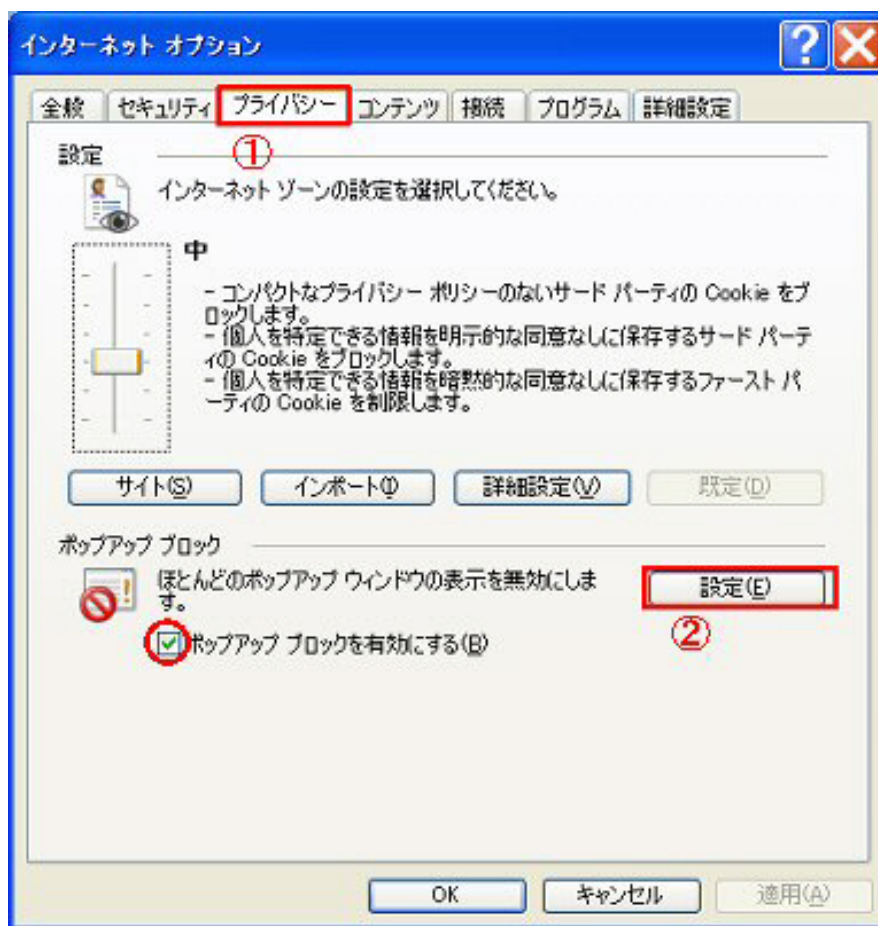 インターネット オプション
全般 セキュリティ プライバシー コンテンツ 接続 プログラム 詳細設定
①
設定
インターネット ゾーンの設定を選択してください。
中
- コンパクトなプライバシー ポリシーのないサード パーティの Cookie をブ
ロックします。
- 個人を特定できる情報を明示的な同意なしに保存するサード パーテ
ィの Cookie をブロックします。
- 個人を特定できる情報を暗黙的な同意なしに保存するファースト パ
ーティの Cookie を制限します。
サイト(S) インポート(I) 詳細設定(V) 既定(D)
ポップアップ ブロック
ほとんどのポップアップ ウィンドウの表示を無効にしま
す。
設定(E)
②
ポップアップ ブロックを有効にする(B)
OK キャンセル 適用(A)